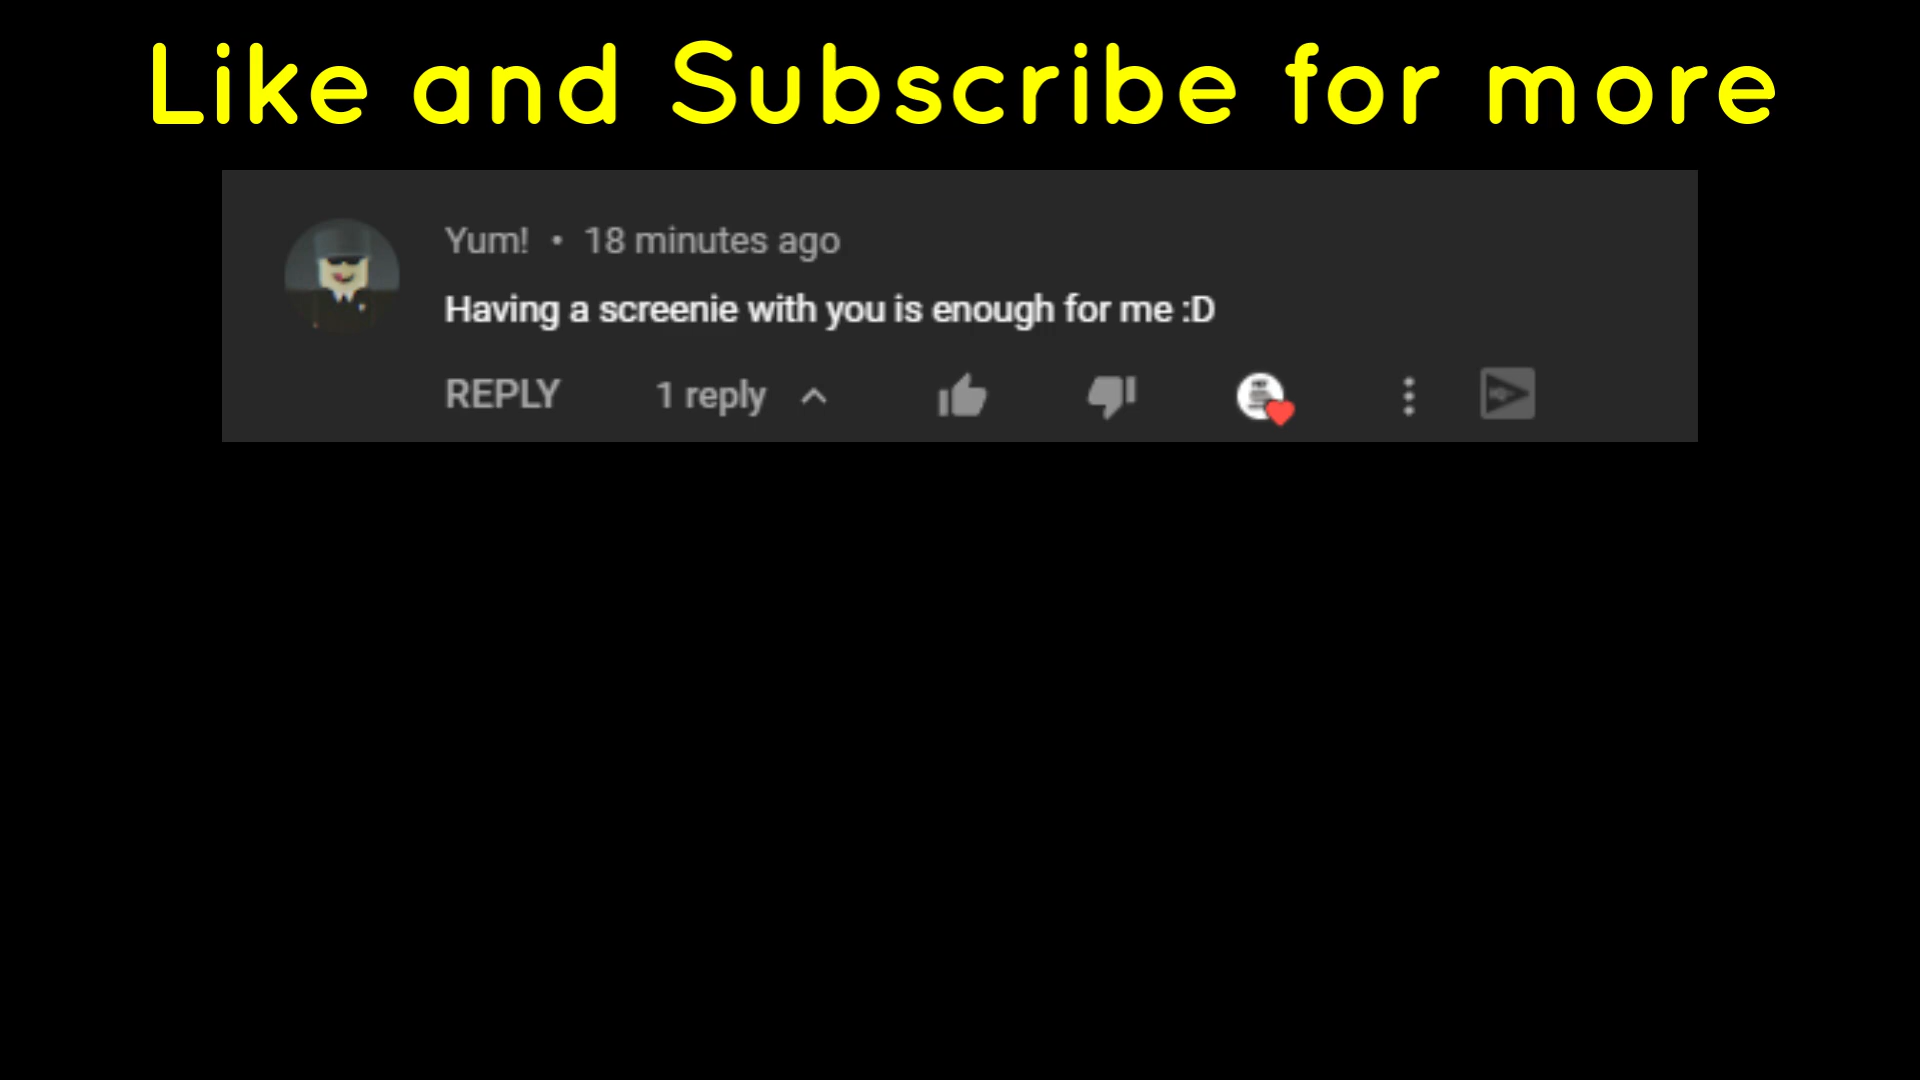 Like and Subscribe for more
Yum! • 18 minutes ago
Having a screenie with you is enough for me :D
REPLY 1 reply